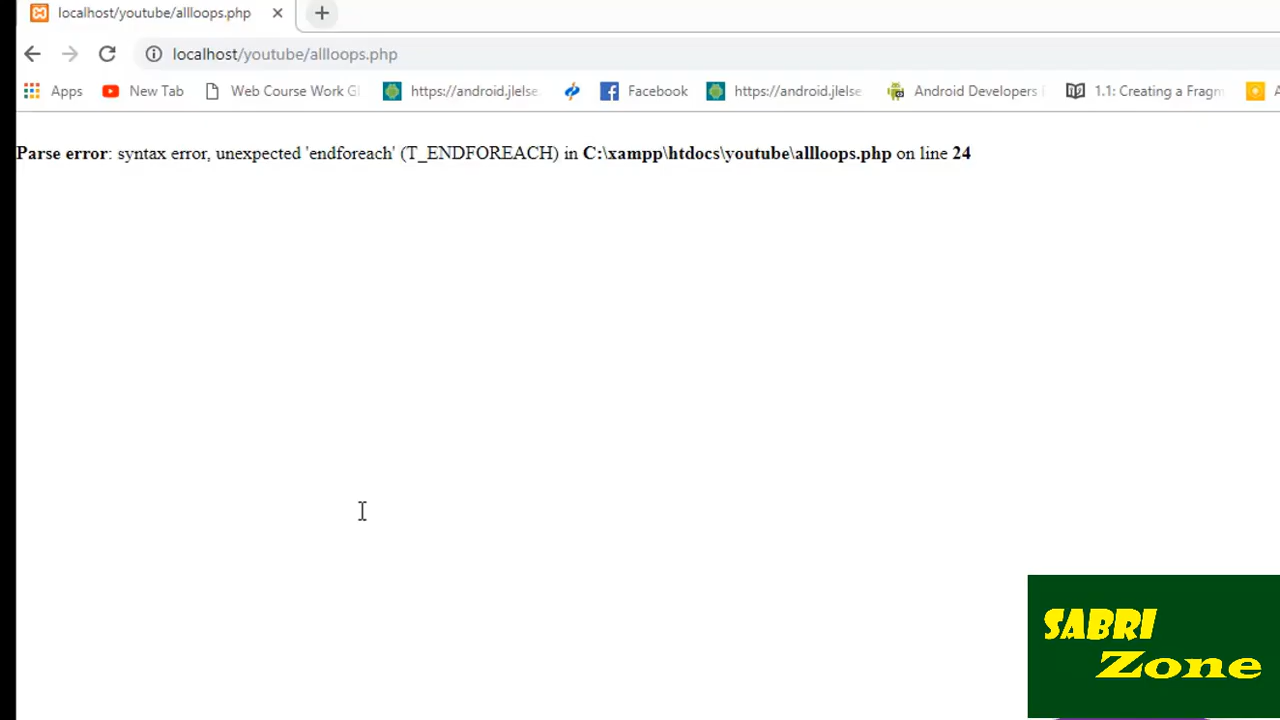 localhost/youtube/allloops.php
localhost/youtube/allloops.php
Apps New Tab Web Course Work Gl https://android.jlelse. Facebook https://android.jlelse Android Developers 1.1: Creating a Fragm
Parse error: syntax error, unexpected 'endforeach' (T_ENDFOREACH) in C:\xampp\htdocs\youtube\allloops.php on line 24
SABRI
Zone